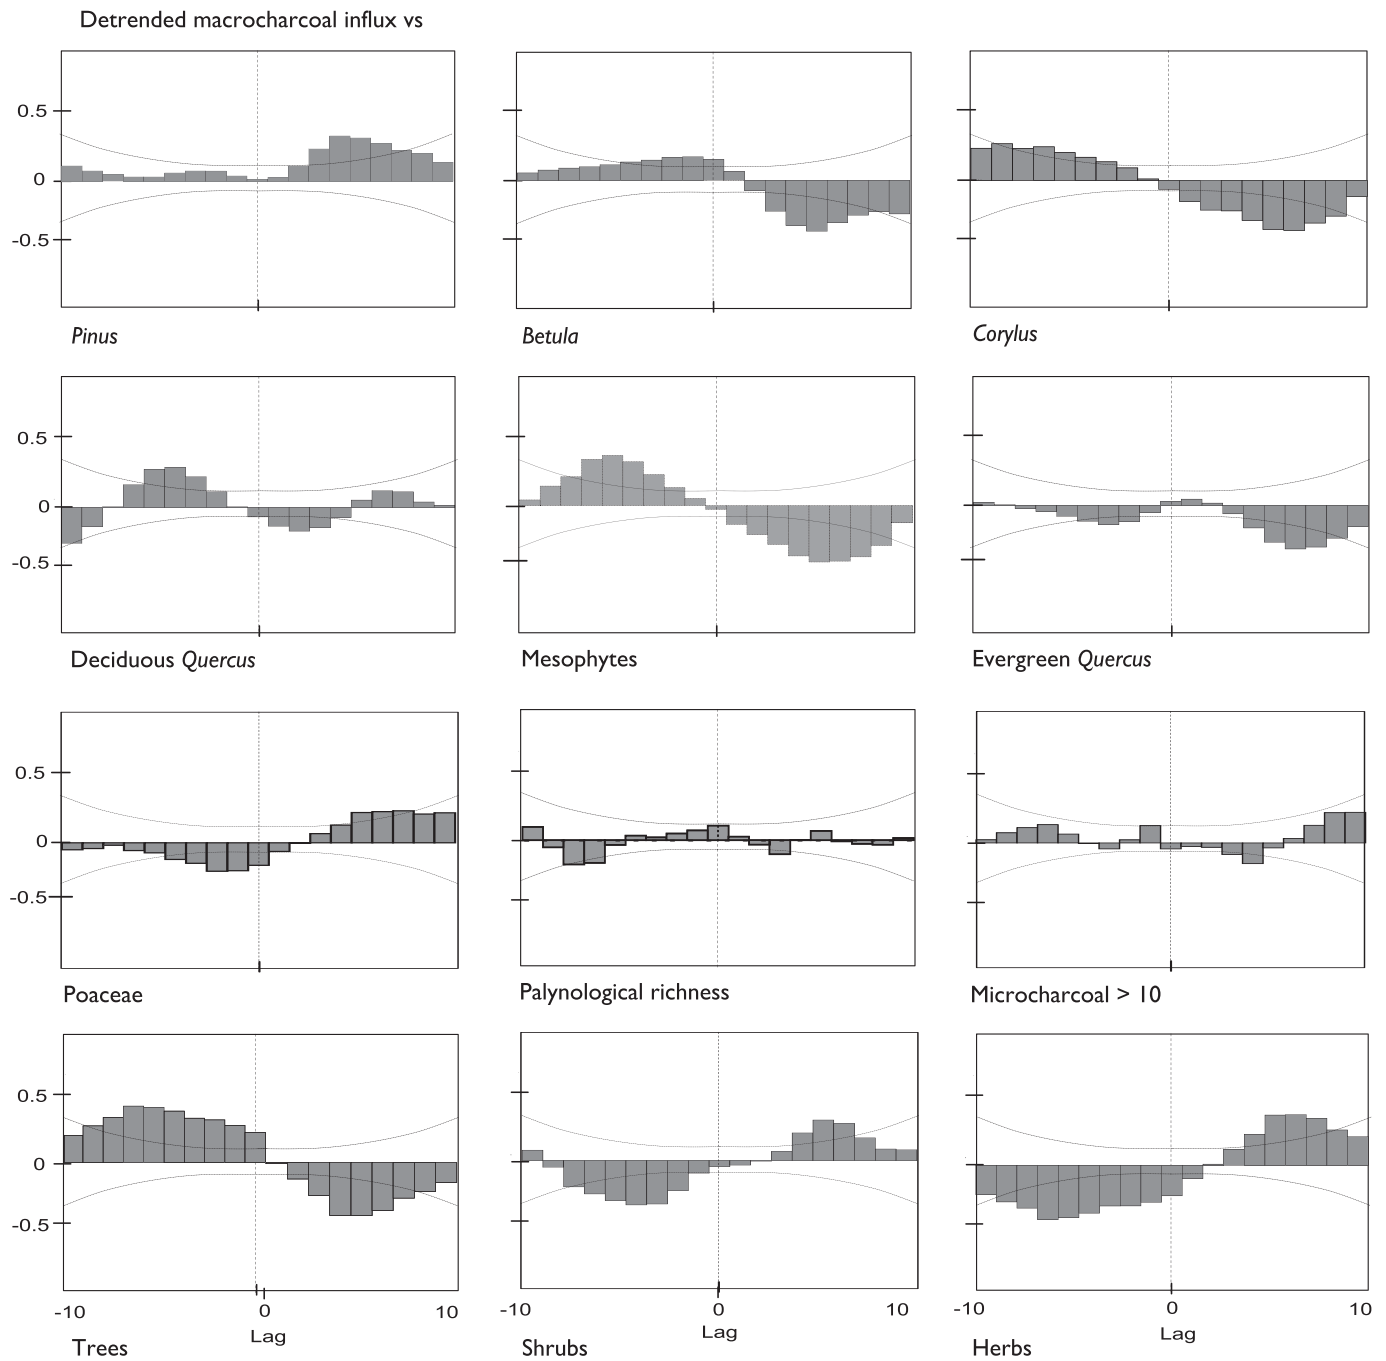 Detrended macrocharcoal influx vs
0.5
0
-0.5
Pinus
Betula
Corylus
0.5
0
-0.5
Deciduous Quercus
Mesophytes
Evergreen Quercus
0.5
0
-0.5
Poaceae
Palynological richness
Microcharcoal > 10
0.5
0
-0.5
-10 0 10
-10 0 10
-10 0 10
Lag
Lag
Lag
Trees
Shrubs
Herbs